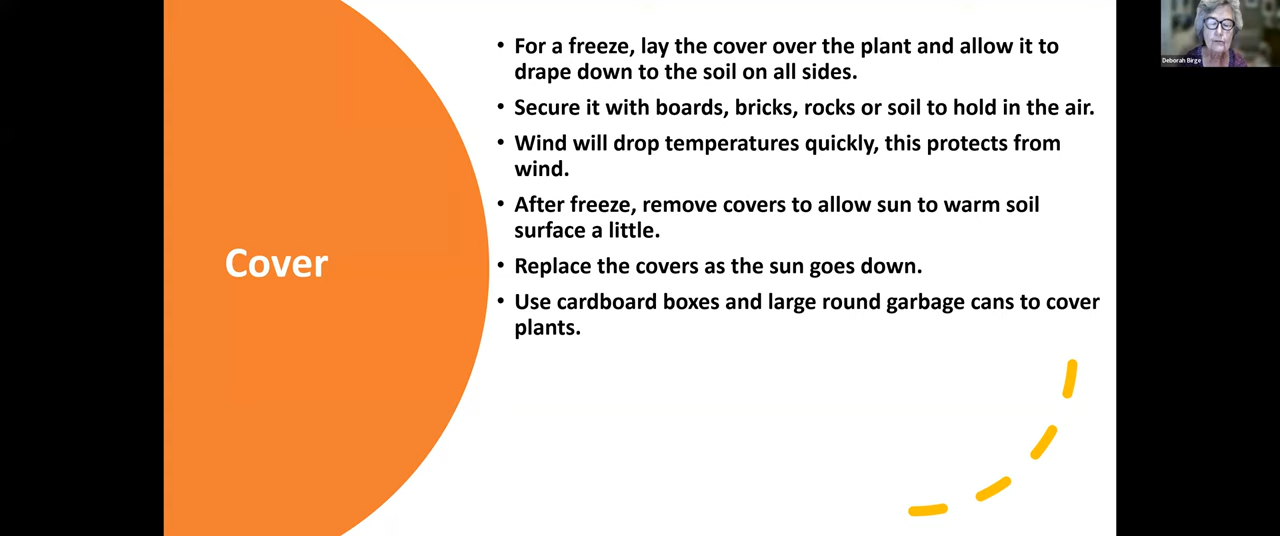 • For a freeze, lay the cover over the plant and allow it to
drape down to the soil on all sides.
• Secure it with boards, bricks, rocks or soil to hold in the air.
• Wind will drop temperatures quickly, this protects from
wind.
• After freeze, remove covers to allow sun to warm soil
surface a little.
• Replace the covers as the sun goes down.
• Use cardboard boxes and large round garbage cans to cover
plants.
Cover
Deborah Birge